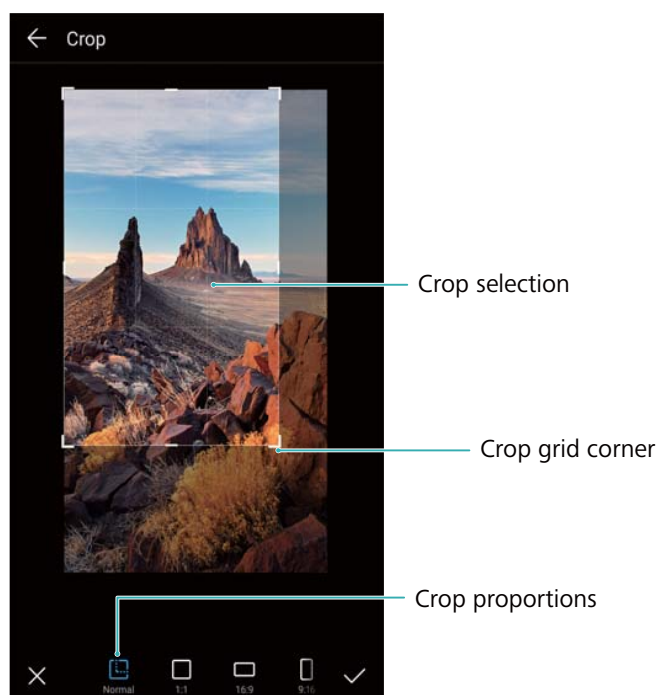 Crop
Crop selection
Crop grid corner
Crop proportions
Normal
1:1
16:9
9:16